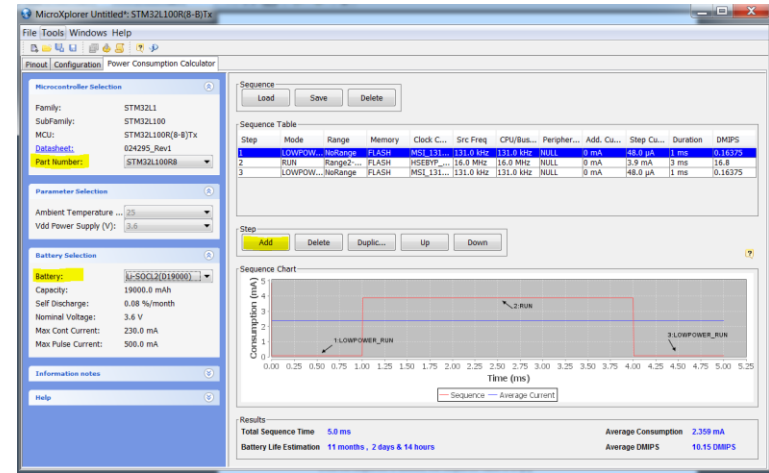 MicroXplorer Untitled*: STM32L100R(8-B)Tx
File Tools Windows Help
Pinout Configuration Power Consumption Calculator
Microcontroller Selection
Family: STM32L1
SubFamily: STM32L100
MCU: STM32L100R(8-B)Tx
Datasheet: 024295_Rev1
Part Number: STM32L100R8
Parameter Selection
Ambient Temperature ... 25
Vdd Power Supply (V): 3.6
Battery Selection
Battery: Li-SOCL2(D19000)
Capacity: 19000.0 mAh
Self Discharge: 0.08 %/month
Nominal Voltage: 3.6 V
Max Cont Current: 230.0 mA
Max Pulse Current: 500.0 mA
Information notes
Help
Sequence
Load Save Delete
Sequence Table
Step Mode Range Memory Clock C... Src Freq CPU/Bus... Peripher... Add. Cu... Step Cu... Duration DMIPS
1 LOWPOW... NoRange FLASH MSI_131... 131.0 kHz 131.0 kHz NULL 0 mA 48.0 µA 1 ms 0.16375
2 RUN Range2-... FLASH HSEBYP_... 16.0 MHz 16.0 MHz NULL 0 mA 3.9 mA 3 ms 16.8
3 LOWPOW... NoRange FLASH MSI_131... 131.0 kHz 131.0 kHz NULL 0 mA 48.0 µA 1 ms 0.16375
Step
Add Delete Duplic... Up Down
Sequence Chart
Consumption (mA)
5
4
3
2
1
0
2:RUN
1:LOWPOWER_RUN
3:LOWPOWER_RUN
0.00 0.25 0.50 0.75 1.00 1.25 1.50 1.75 2.00 2.25 2.50 2.75 3.00 3.25 3.50 3.75 4.00 4.25 4.50 4.75 5.00 5.25
Time (ms)
Sequence Average Current
Results
Total Sequence Time 5.0 ms Average Consumption 2.359 mA
Battery Life Estimation 11 months , 2 days & 14 hours Average DMIPS 10.15 DMIPS